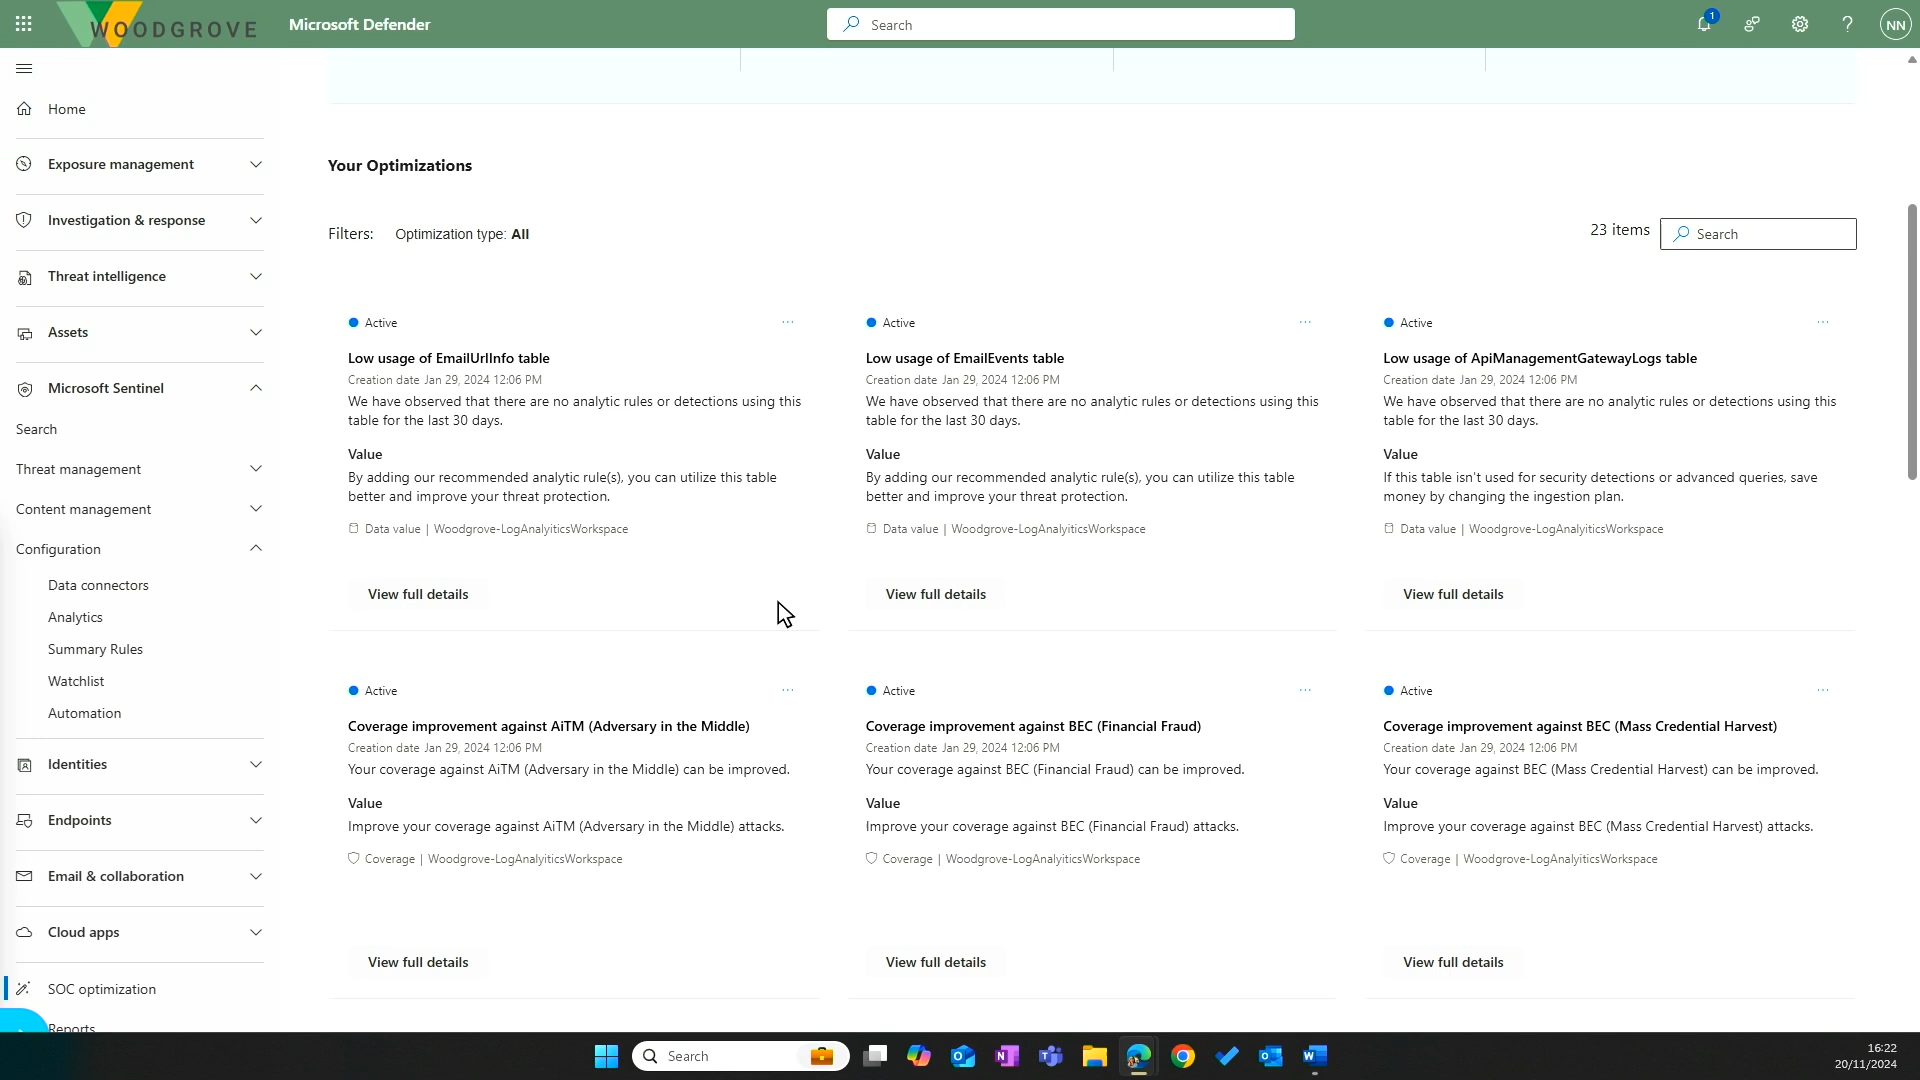 WOODGROVE Microsoft Defender Search 1 NN
Home
Exposure management
Investigation & response
Threat intelligence
Assets
Microsoft Sentinel
Search
Threat management
Content management
Configuration
Data connectors
Analytics
Summary Rules
Watchlist
Automation
Identities
Endpoints
Email & collaboration
Cloud apps
SOC optimization
Reports
Your Optimizations
Filters: Optimization type: All
23 items Search
Active
Low usage of EmailUrlInfo table
Creation date Jan 29, 2024 12:06 PM
We have observed that there are no analytic rules or detections using this
table for the last 30 days.
Value
By adding our recommended analytic rule(s), you can utilize this table
better and improve your threat protection.
Data value | Woodgrove-LogAnalyiticsWorkspace
View full details
Active
Low usage of EmailEvents table
Creation date Jan 29, 2024 12:06 PM
We have observed that there are no analytic rules or detections using this
table for the last 30 days.
Value
By adding our recommended analytic rule(s), you can utilize this table
better and improve your threat protection.
Data value | Woodgrove-LogAnalyiticsWorkspace
View full details
Active
Low usage of ApiManagementGatewayLogs table
Creation date Jan 29, 2024 12:06 PM
We have observed that there are no analytic rules or detections using this
table for the last 30 days.
Value
If this table isn't used for security detections or advanced queries, save
money by changing the ingestion plan.
Data value | Woodgrove-LogAnalyiticsWorkspace
View full details
Active
Coverage improvement against AiTM (Adversary in the Middle)
Creation date Jan 29, 2024 12:06 PM
Your coverage against AiTM (Adversary in the Middle) can be improved.
Value
Improve your coverage against AiTM (Adversary in the Middle) attacks.
Coverage | Woodgrove-LogAnalyiticsWorkspace
View full details
Active
Coverage improvement against BEC (Financial Fraud)
Creation date Jan 29, 2024 12:06 PM
Your coverage against BEC (Financial Fraud) can be improved.
Value
Improve your coverage against BEC (Financial Fraud) attacks.
Coverage | Woodgrove-LogAnalyiticsWorkspace
View full details
Active
Coverage improvement against BEC (Mass Credential Harvest)
Creation date Jan 29, 2024 12:06 PM
Your coverage against BEC (Mass Credential Harvest) can be improved.
Value
Improve your coverage against BEC (Mass Credential Harvest) attacks.
Coverage | Woodgrove-LogAnalyiticsWorkspace
View full details
Search
16:22
20/11/2024